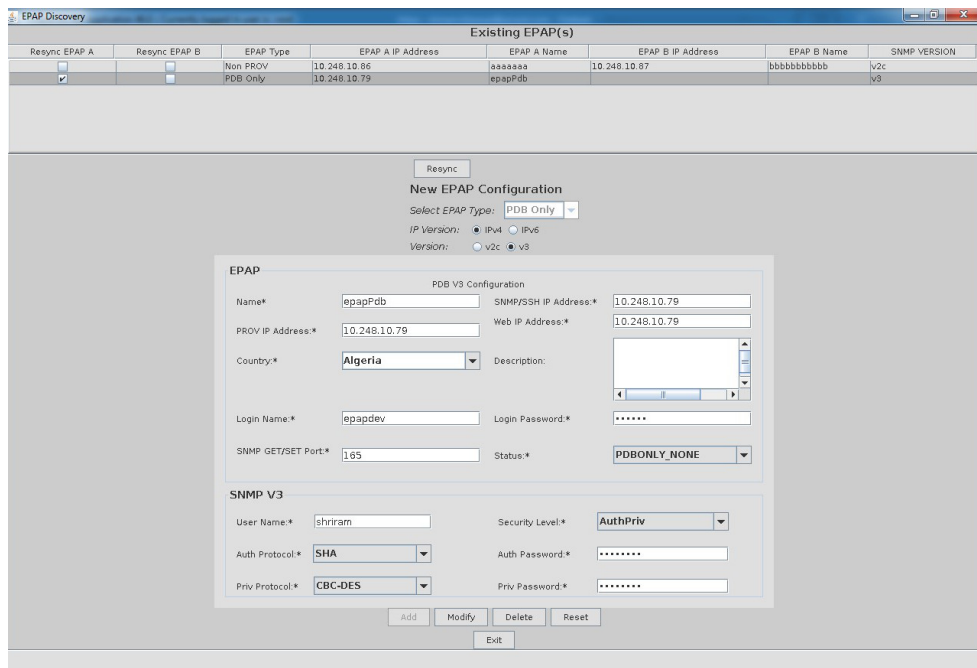 EPAP Discovery
Existing EPAP(s)
Resync EPAP A Resync EPAP B EPAP Type EPAP A IP Address EPAP A Name EPAP B IP Address EPAP B Name SNMP VERSION
Non PROV 10.248.10.86 aaaaaaa 10.248.10.87 bbbbbbbbbbb v2c
PDB Only 10.248.10.79 epapPdb v3
Resync
New EPAP Configuration
Select EPAP Type: PDB Only
IP Version: IPv4 IPv6
Version: v2c v3
EPAP
PDB V3 Configuration
Name* epapPdb SNMP/SSH IP Address:* 10.248.10.79
PROV IP Address:* 10.248.10.79 Web IP Address:* 10.248.10.79
Country:* Algeria Description:
Login Name:* epapdev Login Password:* ••••••
SNMP GET/SET Port:* 165 Status:* PDBONLY_NONE
SNMP V3
User Name:* shriram Security Level:* AuthPriv
Auth Protocol:* SHA Auth Password:* ••••••••
Priv Protocol:* CBC-DES Priv Password:* ••••••••
Add Modify Delete Reset
Exit